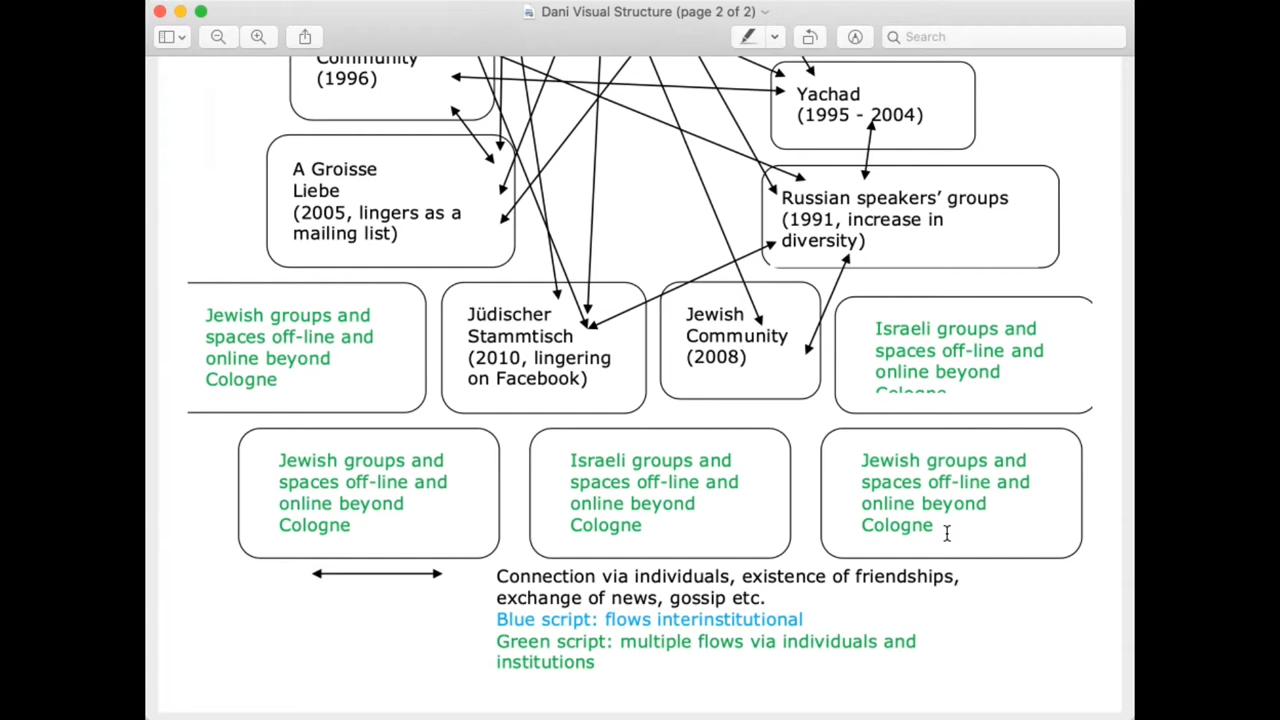 Dani Visual Structure (page 2 of 2)
Search
Community
(1996)
Yachad
(1995 - 2004)
A Groisse
Liebe
(2005, lingers as a
mailing list)
Russian speakers’ groups
(1991, increase in
diversity)
Jewish groups and
spaces off-line and
online beyond
Cologne
Jüdischer
Stammtisch
(2010, lingering
on Facebook)
Jewish
Community
(2008)
Israeli groups and
spaces off-line and
online beyond
Cologne
Jewish groups and
spaces off-line and
online beyond
Cologne
Israeli groups and
spaces off-line and
online beyond
Cologne
Jewish groups and
spaces off-line and
online beyond
Cologne
Connection via individuals, existence of friendships,
exchange of news, gossip etc.
Blue script: flows interinstitutional
Green script: multiple flows via individuals and
institutions